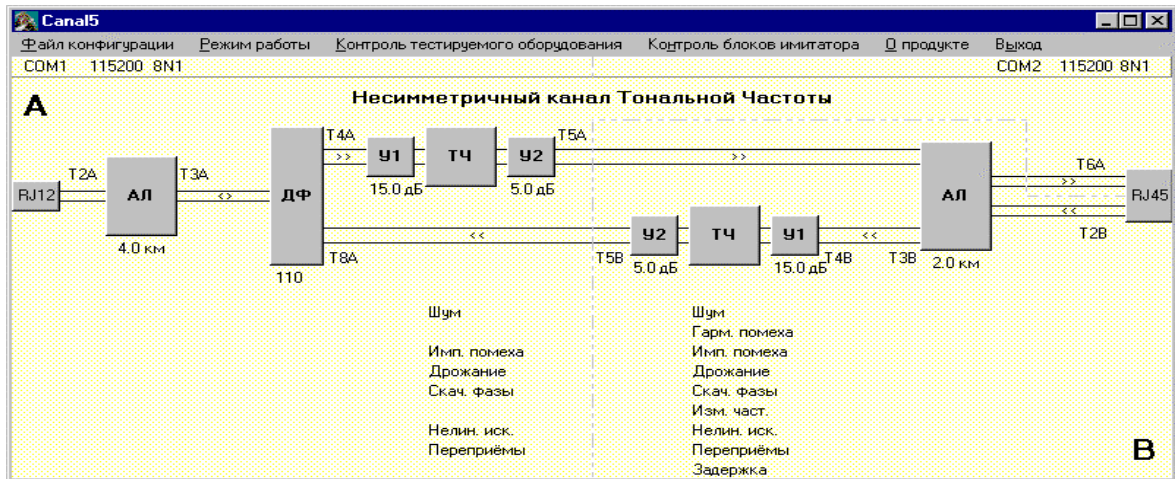 Canal5
Файл конфигурации Режим работы Контроль тестируемого оборудования Контроль блоков имитатора О продукте Выход
COM1 115200 8N1 COM2 115200 8N1
Несимметричный канал Тональной Частоты
A
T4A У1 ТЧ У2 T5A
>> >>
15.0 дБ 5.0 дБ
T2A T3A T6A
RJ12 АЛ <> ДФ АЛ >> RJ45
<<
4.0 км T2B
<< У2 ТЧ У1 <<
T8A T5B 5.0 дБ 15.0 дБ T4B T3B 2.0 км
110
Шум Шум
Гарм. помеха
Имп. помеха Имп. помеха
Дрожание Дрожание
Скач. фазы Скач. фазы
Изм. част.
Нелин. иск. Нелин. иск.
Переприёмы Переприёмы
Задержка
B